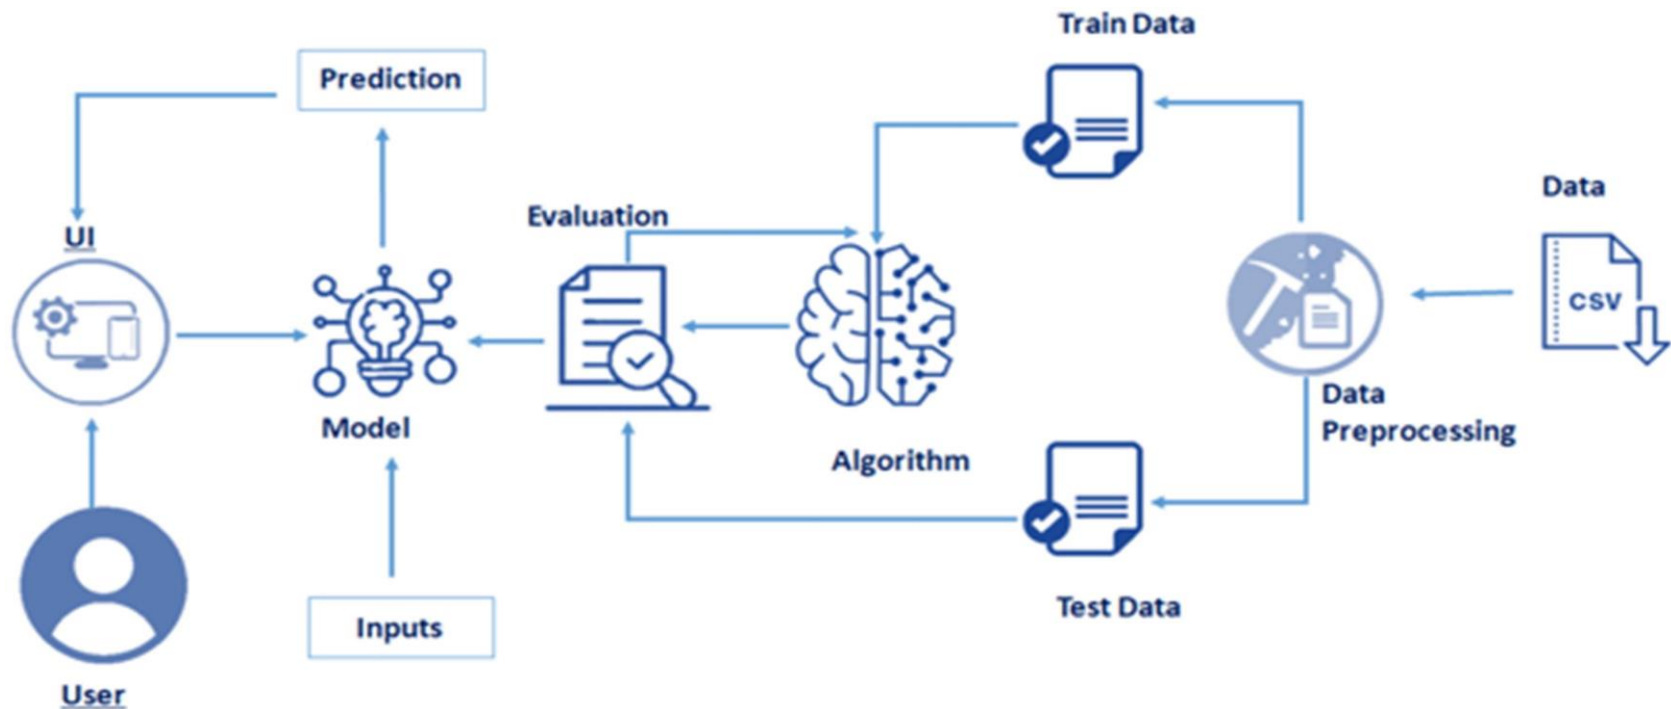 Train Data
Prediction
Data
Evaluation
UI
CSV
Data
Preprocessing
Model
Algorithm
Test Data
Inputs
User